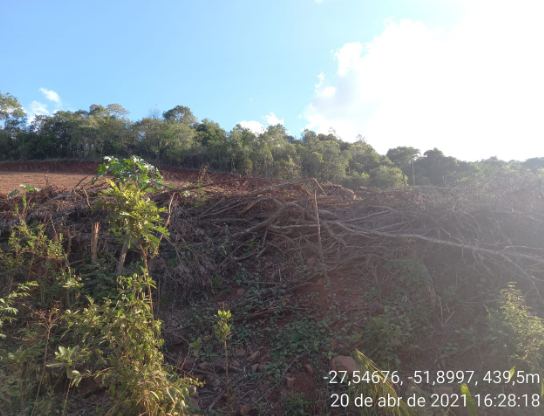 -27,54676, -51,8997, 439,5m
20 de abr de 2021 16:28:18